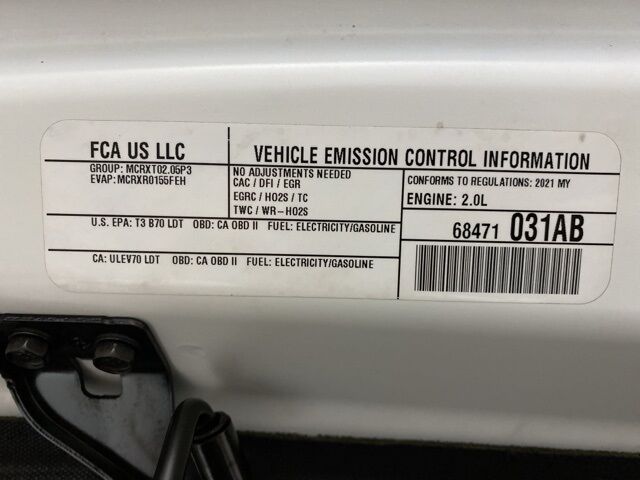 FCA US LLC
GROUP: MCRXT02.05P3
EVAP: MCRXR0155FEH
VEHICLE EMISSION CONTROL INFORMATION
NO ADJUSTMENTS NEEDED
CAC / DFI / EGR
EGRC / HO2S / TC
TWC / WR-HO2S
CONFORMS TO REGULATIONS: 2021 MY
ENGINE: 2.0L
U.S. EPA: T3 B70 LDT OBD: CA OBD II FUEL: ELECTRICITY/GASOLINE
68471 031AB
CA: ULEV70 LDT OBD: CA OBD II FUEL: ELECTRICITY/GASOLINE